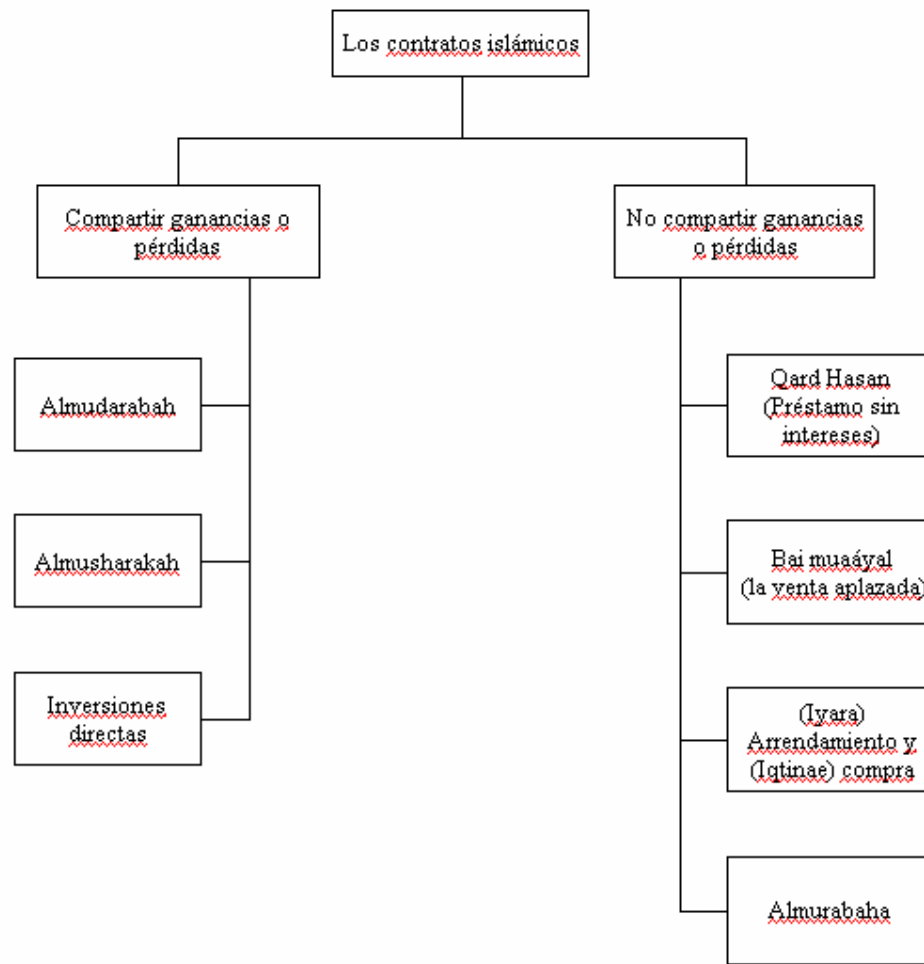 Los contratos islámicos
Compartir ganancias o
pérdidas
No compartir ganancias
o pérdidas
Almudarabah
Almusharakah
Inversiones
directas
Qard Hasan
(Préstamo sin
intereses)
Bai muaáyal
(la venta aplazada)
(Iyara)
Arrendamiento y
(Iqtinae) compra
Almurabaha